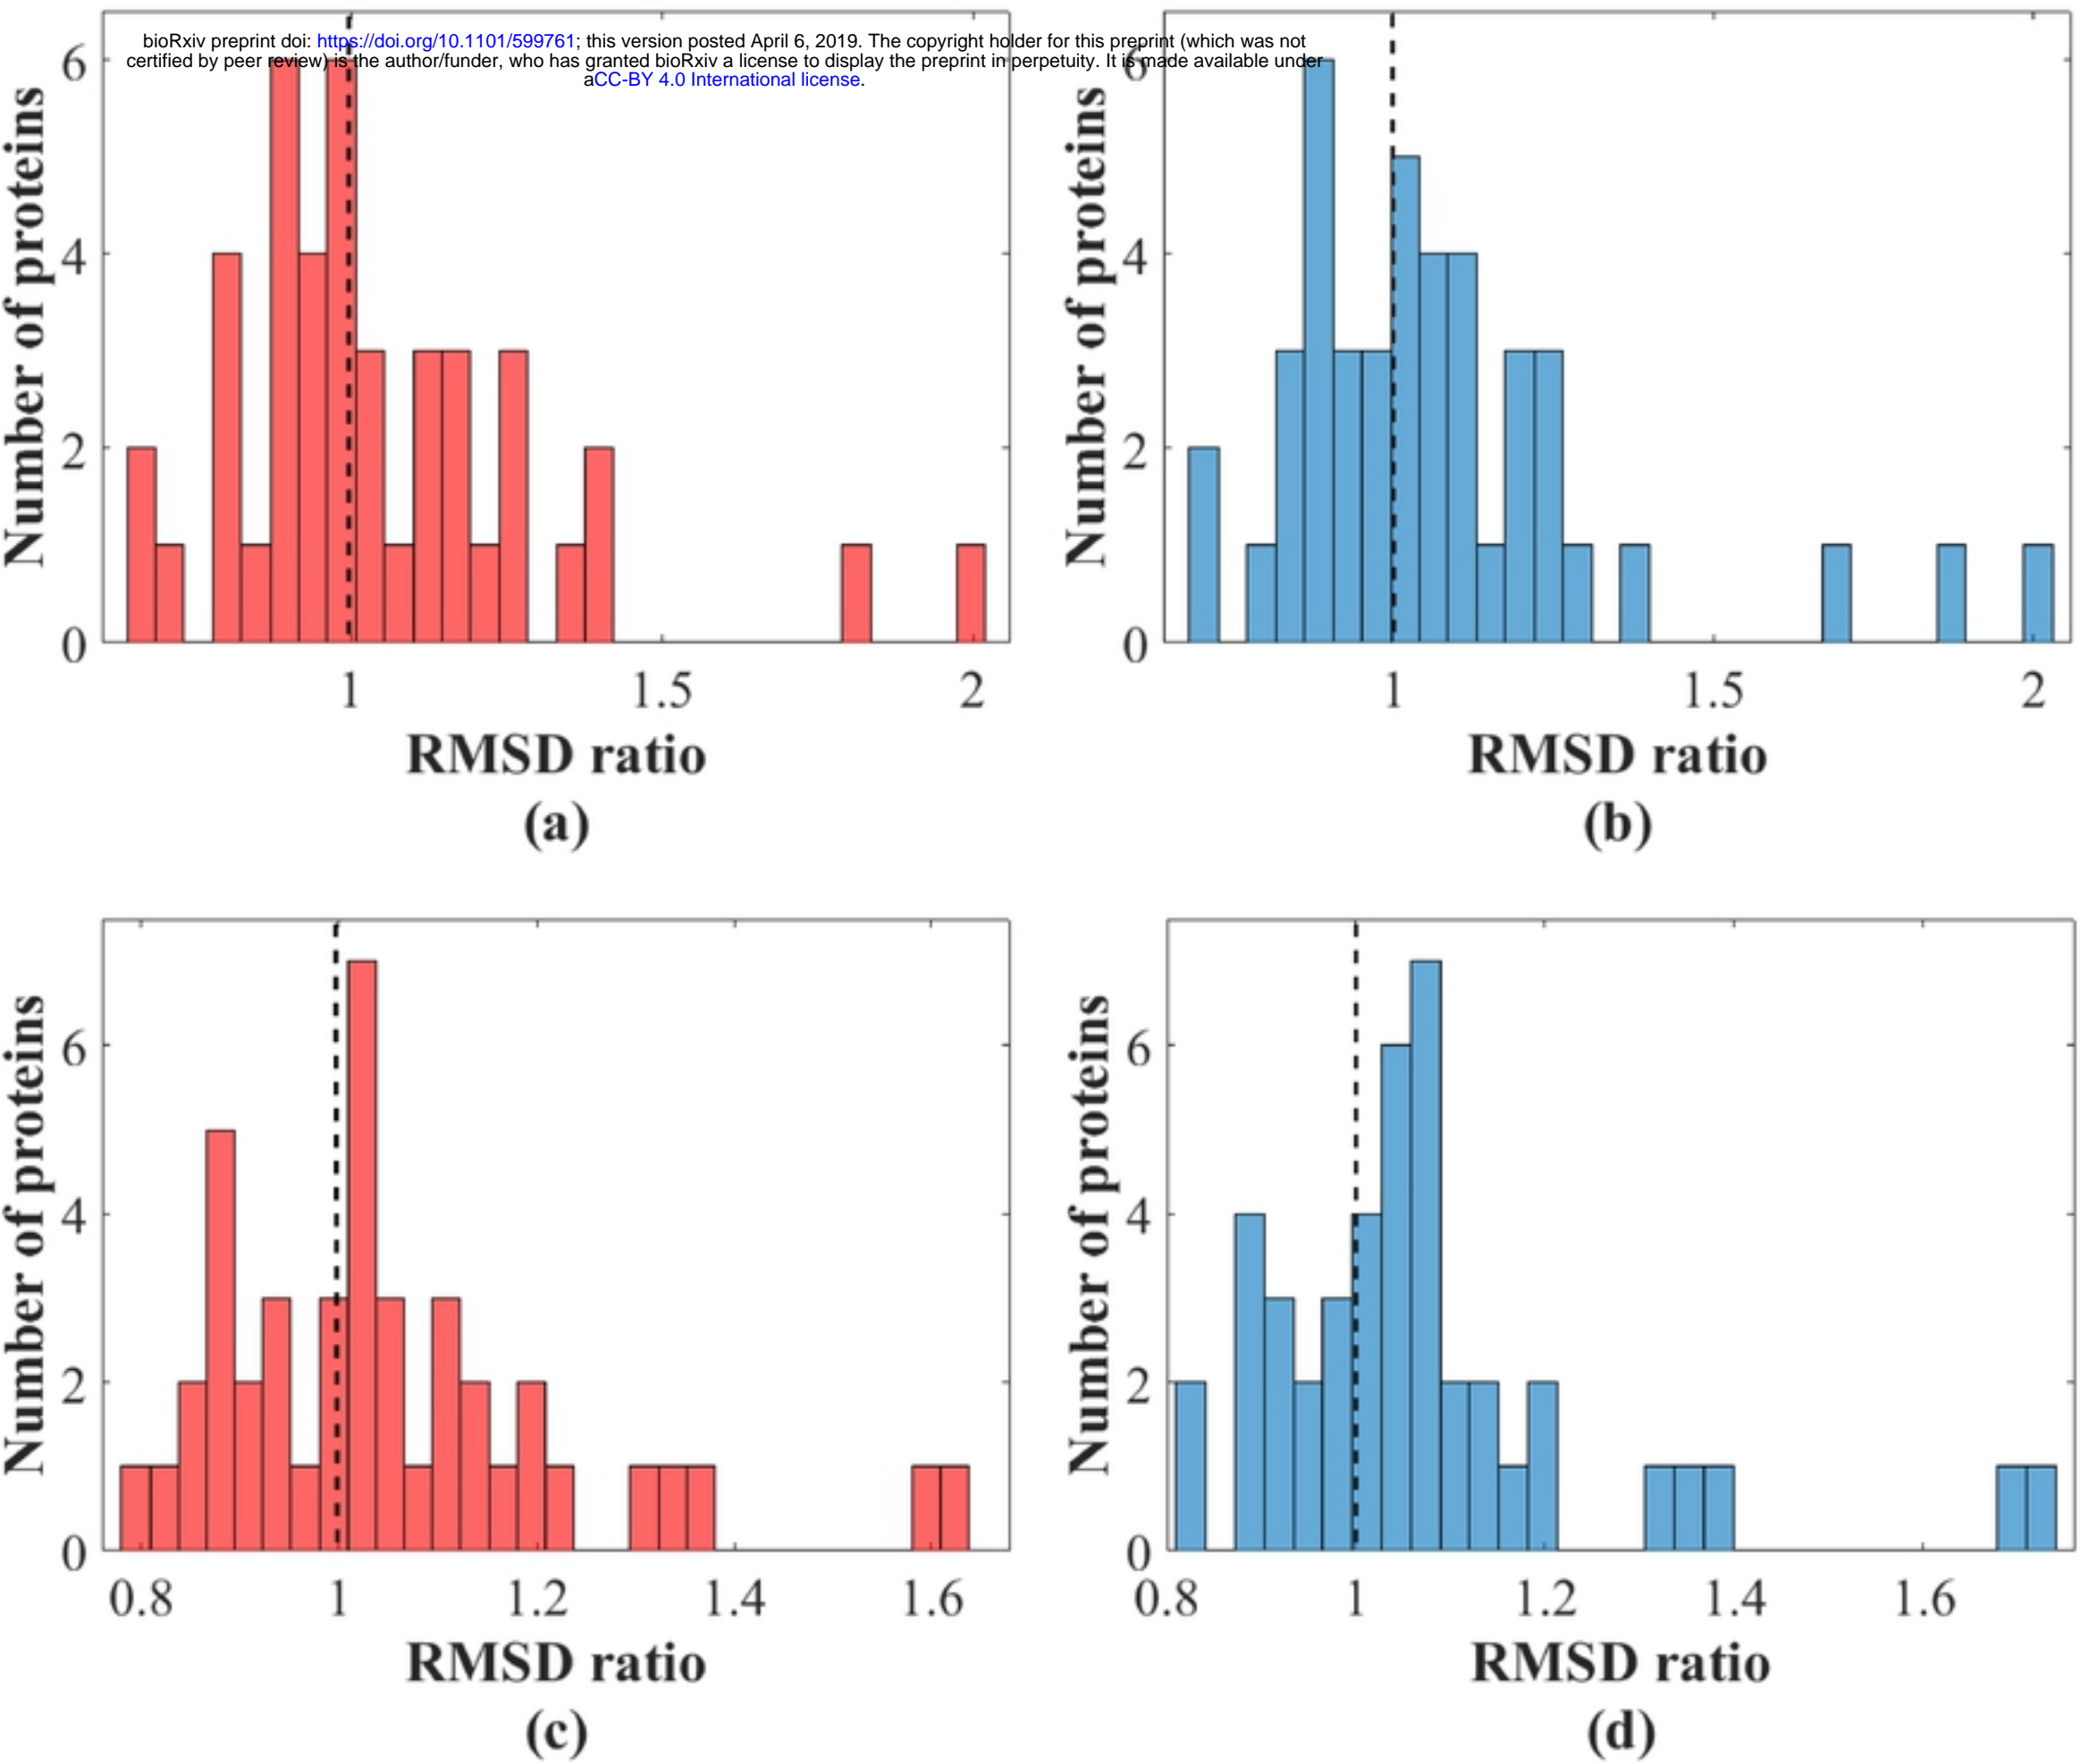 bioRxiv preprint doi: https://doi.org/10.1101/599761; this version posted April 6, 2019. The copyright holder for this preprint (which was not
certified by peer review) is the author/funder, who has granted bioRxiv a license to display the preprint in perpetuity. It is made available under
aCC-BY 4.0 International license.
Number of proteins
6
4
2
0
1 1.5 2
RMSD ratio
(a)
Number of proteins
6
4
2
0
1 1.5 2
RMSD ratio
(b)
Number of proteins
6
4
2
0
0.8 1 1.2 1.4 1.6
RMSD ratio
(c)
Number of proteins
6
4
2
0
0.8 1 1.2 1.4 1.6
RMSD ratio
(d)